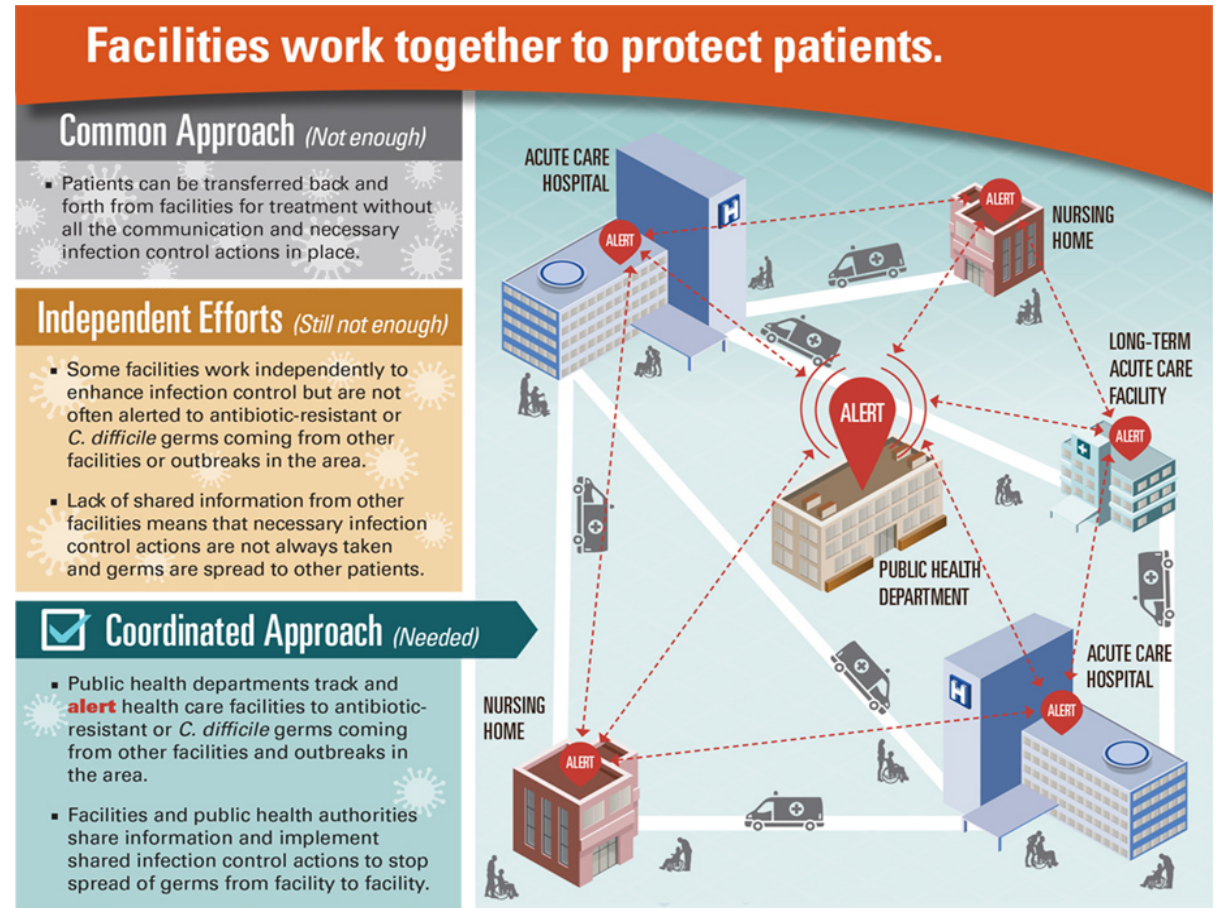 Facilities work together to protect patients.
Common Approach (Not enough)
▪ Patients can be transferred back and
forth from facilities for treatment without
all the communication and necessary
infection control actions in place.
Independent Efforts (Still not enough)
▪ Some facilities work independently to
enhance infection control but are not
often alerted to antibiotic-resistant or
C. difficile germs coming from other
facilities or outbreaks in the area.
▪ Lack of shared information from other
facilities means that necessary infection
control actions are not always taken
and germs are spread to other patients.
Coordinated Approach (Needed)
▪ Public health departments track and
alert health care facilities to antibiotic-
resistant or C. difficile germs coming
from other facilities and outbreaks in
the area.
▪ Facilities and public health authorities
share information and implement
shared infection control actions to stop
spread of germs from facility to facility.
ACUTE CARE
HOSPITAL
H
ALERT
ALERT
NURSING
HOME
LONG-TERM
ACUTE CARE
FACILITY
ALERT
ALERT
PUBLIC HEALTH
DEPARTMENT
ACUTE CARE
HOSPITAL
H
ALERT
NURSING
HOME
ALERT